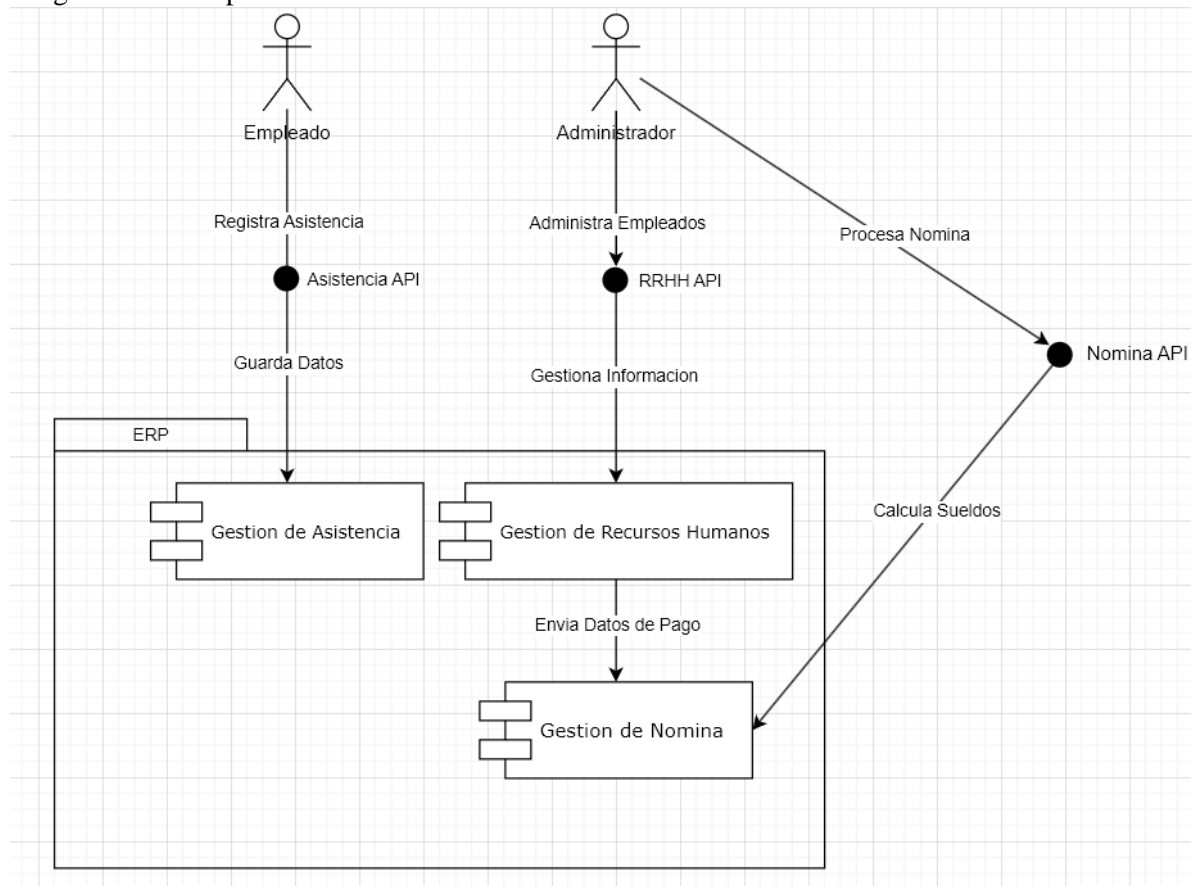 Empleado
Administrador
Registra Asistencia
Administra Empleados
Procesa Nomina
Asistencia API
RRHH API
Nomina API
Guarda Datos
Gestiona Informacion
ERP
Calcula Sueldos
Gestion de Asistencia
Gestion de Recursos Humanos
Envia Datos de Pago
Gestion de Nomina